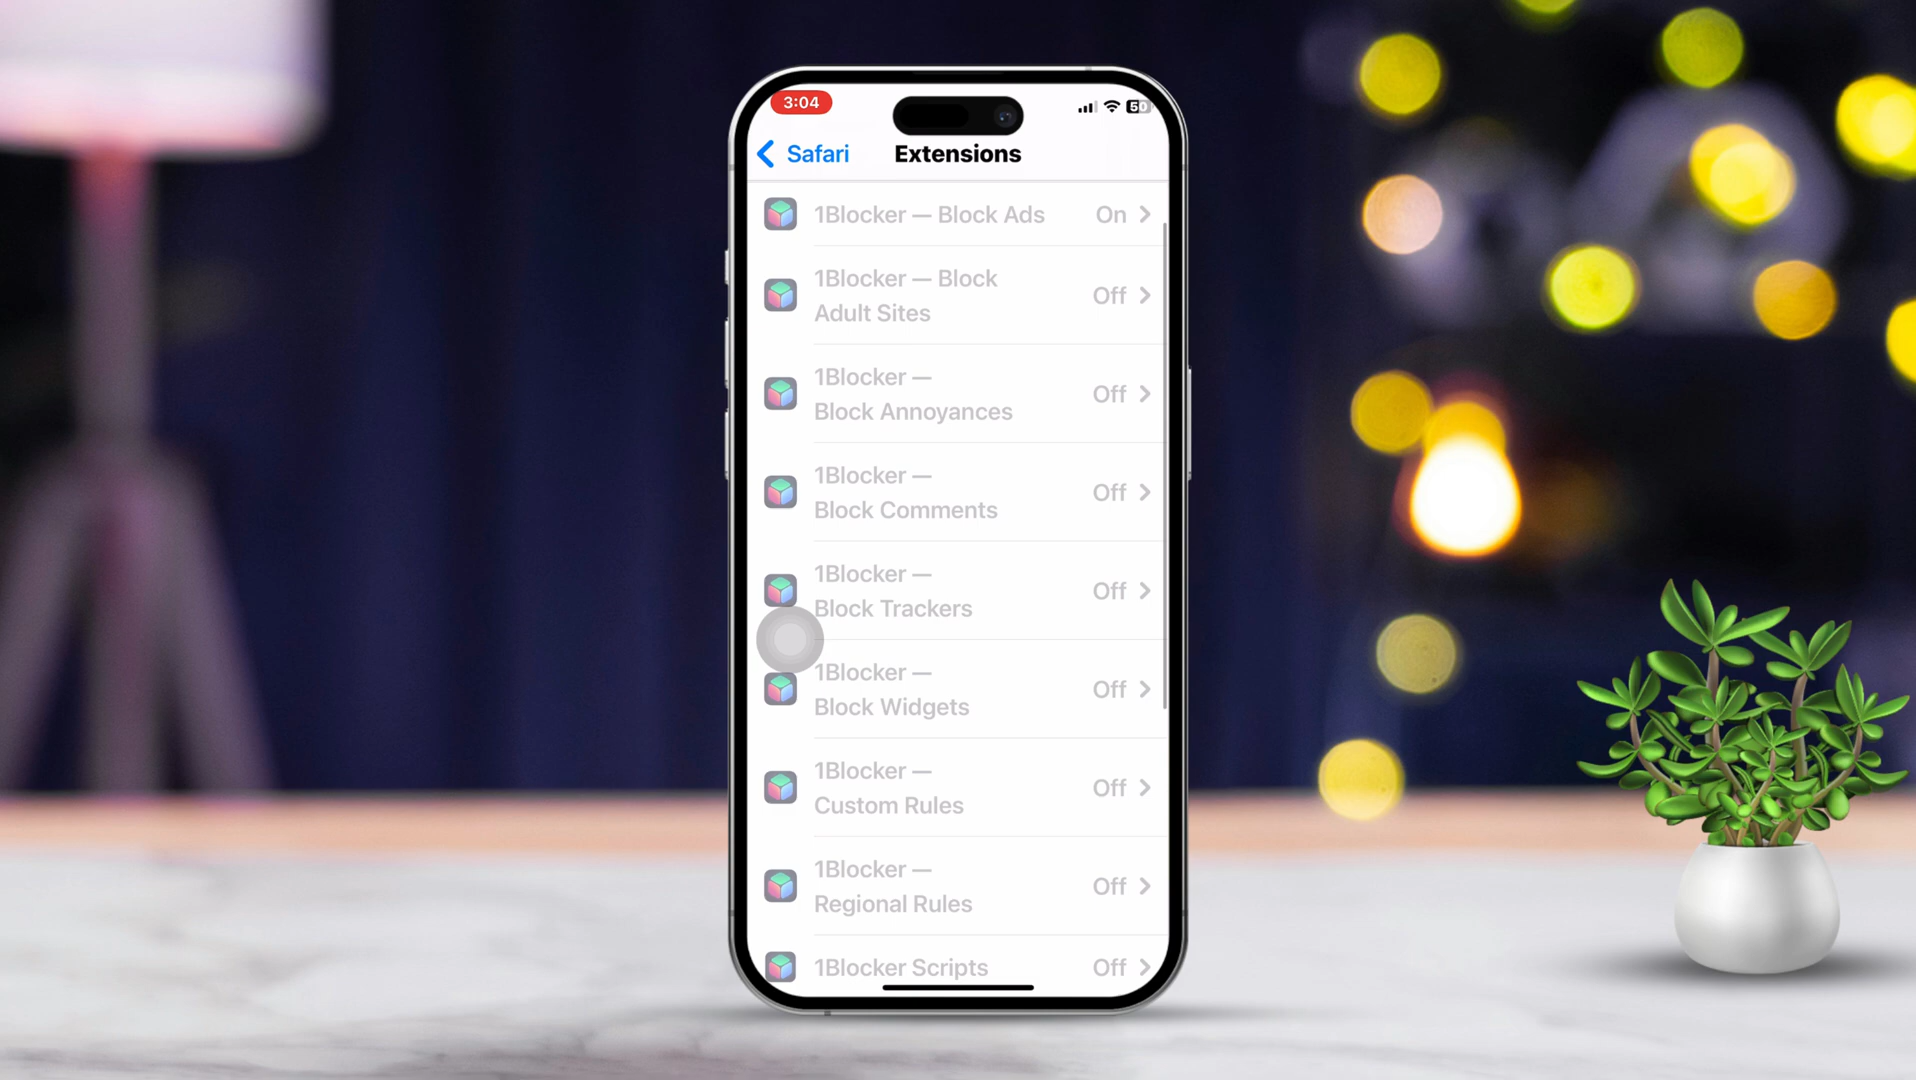 3:04
50
Safari
Extensions
1Blocker — Block Ads
On
1Blocker — Block
Adult Sites
Off
1Blocker —
Block Annoyances
Off
1Blocker —
Block Comments
Off
1Blocker —
Block Trackers
Off
1Blocker —
Block Widgets
Off
1Blocker —
Custom Rules
Off
1Blocker —
Regional Rules
Off
1Blocker Scripts
Off